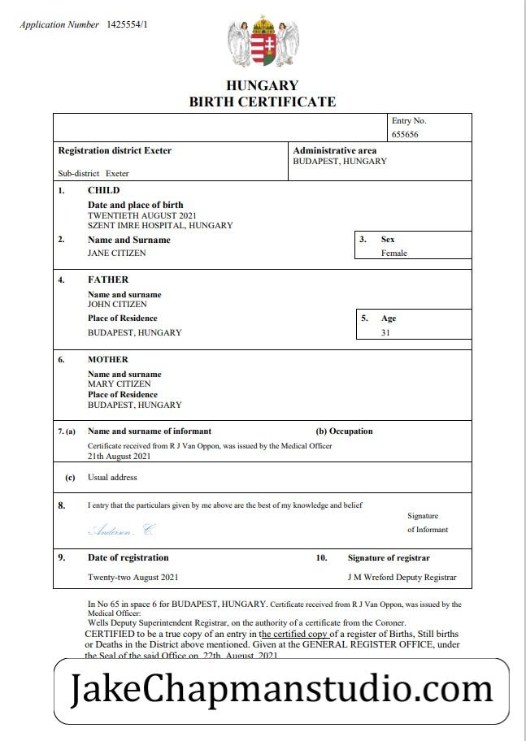 Application Number 1425554/1
HUNGARY
BIRTH CERTIFICATE
Entry No.
655656
Registration district Exeter
Administrative area
BUDAPEST, HUNGARY
Sub-district Exeter
1. CHILD
Date and place of birth
TWENTIETH AUGUST 2021
SZENT IMRE HOSPITAL, HUNGARY
2. Name and Surname
3. Sex
JANE CITIZEN
Female
4. FATHER
Name and surname
JOHN CITIZEN
Place of Residence
5. Age
BUDAPEST, HUNGARY
31
6. MOTHER
Name and surname
MARY CITIZEN
Place of Residence
BUDAPEST, HUNGARY
7. (a) Name and surname of informant (b) Occupation
Certificate received from R J Van Oppon, was issued by the Medical Officer
21th August 2021
(c) Usual address
8. I entry that the particulars given by me above are the best of my knowledge and belief
Signature
of Informant
Anderson . C
9. Date of registration 10. Signature of registrar
Twenty-two August 2021 J M Wreford Deputy Registrar
In No 65 in space 6 for BUDAPEST, HUNGARY. Certificate received from R J Van Oppon, was issued by the
Medical Officer:
Wells Deputy Superintendent Registrar, on the authority of a certificate from the Coroner.
CERTIFIED to be a true copy of an entry in the certified copy of a register of Births, Still births
or Deaths in the District above mentioned. Given at the GENERAL REGISTER OFFICE, under
the Seal of the said Office on 22th August 2021
JakeChapmanstudio.com